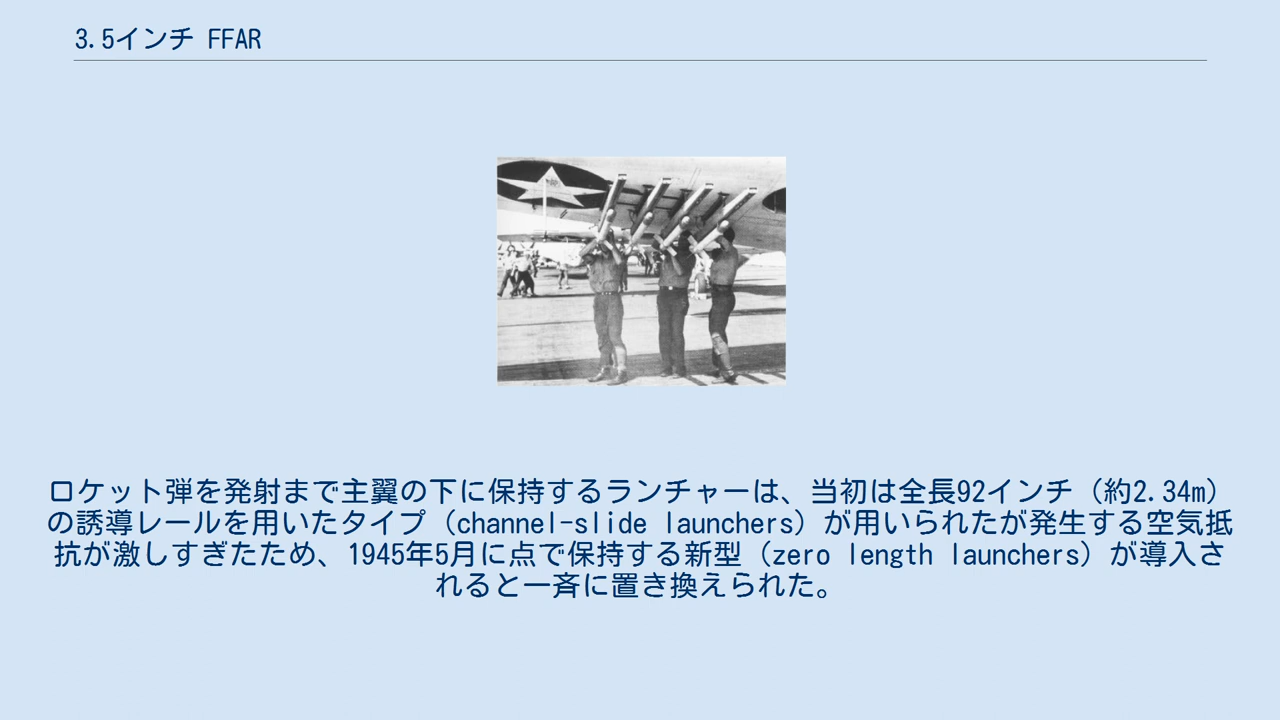 3.5インチ FFAR
ロケット弾を発射まで主翼の下に保持するランチャーは、当初は全長92インチ（約2.34m）
の誘導レールを用いたタイプ（channel-slide launchers）が用いられたが発生する空気抵
抗が激しすぎたため、1945年5月に点で保持する新型（zero length launchers）が導入さ
れると一斉に置き換えられた。